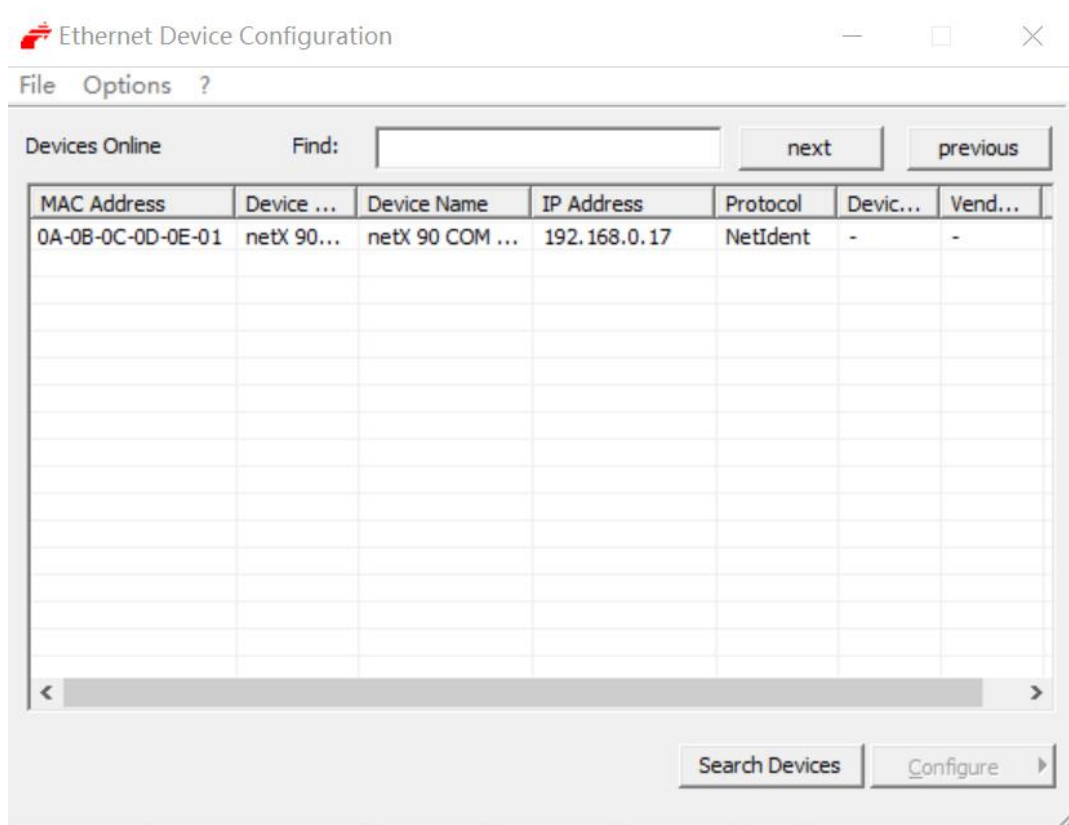 Ethernet Device Configuration
File Options ?
Devices Online Find: next previous
MAC Address Device ... Device Name IP Address Protocol Devic... Vend...
0A-0B-0C-0D-0E-01 netX 90... netX 90 COM ... 192.168.0.17 NetIdent - -
Search Devices Configure